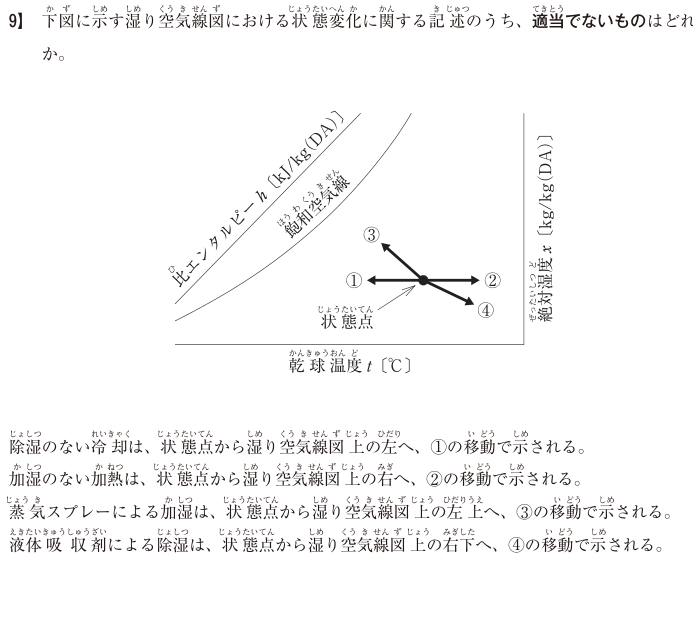 9】 下図に示す湿り空気線図における状態変化に関する記述のうち、適当でないものはどれ
か。
比エンタルピー h〔kJ/kg(DA)〕
飽和空気線
③
①
②
④
状態点
絶対湿度 x〔kg/kg(DA)〕
乾球温度 t〔℃〕
除湿のない冷却は、状態点から湿り空気線図上の左へ、①の移動で示される。
加湿のない加熱は、状態点から湿り空気線図上の右へ、②の移動で示される。
蒸気スプレーによる加湿は、状態点から湿り空気線図上の左上へ、③の移動で示される。
液体吸収剤による除湿は、状態点から湿り空気線図上の右下へ、④の移動で示される。